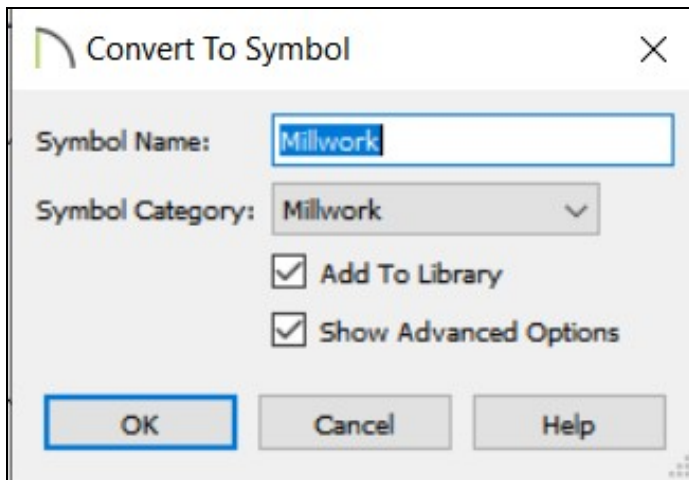 Convert To Symbol
Symbol Name: Millwork
Symbol Category: Millwork
Add To Library
Show Advanced Options
OK Cancel Help